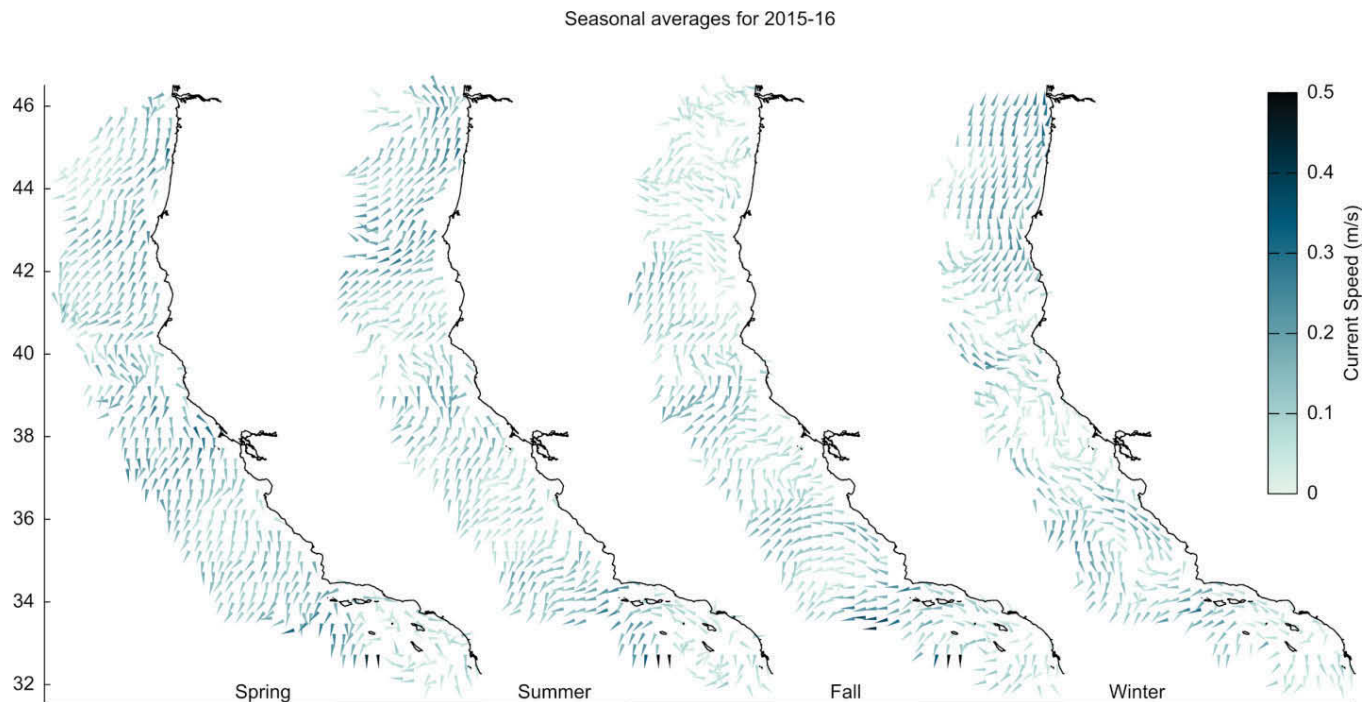 Seasonal averages for 2015-16
46
44
42
40
38
36
34
32
Spring
Summer
Fall
Winter
0.5
0.4
0.3
0.2
0.1
0
Current Speed (m/s)